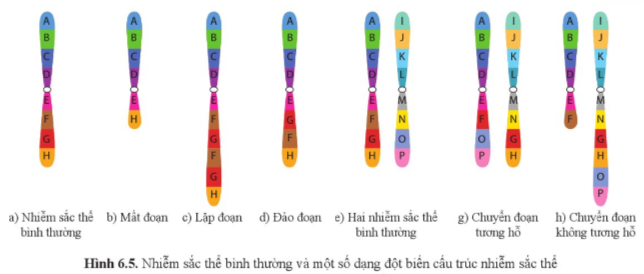 A A A A A I A I A I
B B B B B J B J B J
C C C C C K C K C K
D D D D D L D L D L
E E E E E M E M E M
F H F G F N F N F N
G G F G O O G G
H F H H P P H H
G O
H P
a) Nhiễm sắc thể b) Mất đoạn c) Lặp đoạn d) Đảo đoạn e) Hai nhiễm sắc thể g) Chuyển đoạn h) Chuyển đoạn
bình thường bình thường tương hỗ không tương hỗ
Hình 6.5. Nhiễm sắc thể bình thường và một số dạng đột biến cấu trúc nhiễm sắc thể